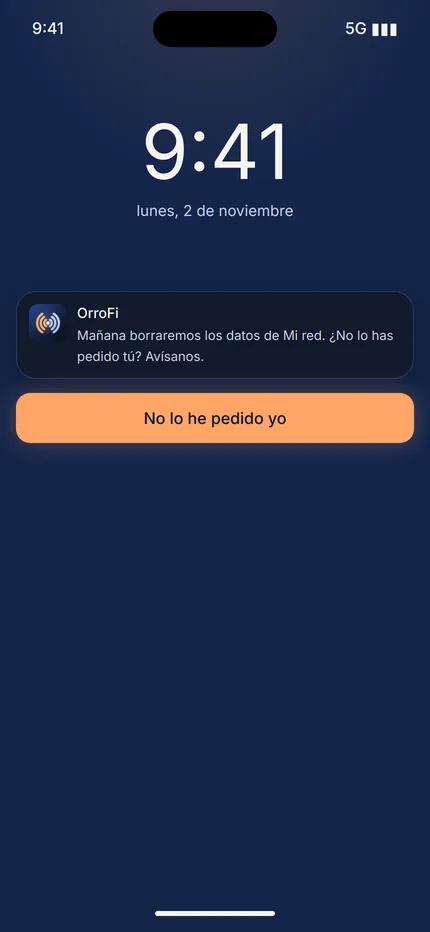 9:41
5G
9:41
lunes, 2 de noviembre
OrroFi
Mañana borraremos los datos de Mi red. ¿No lo has
pedido tú? Avísanos.
No lo he pedido yo